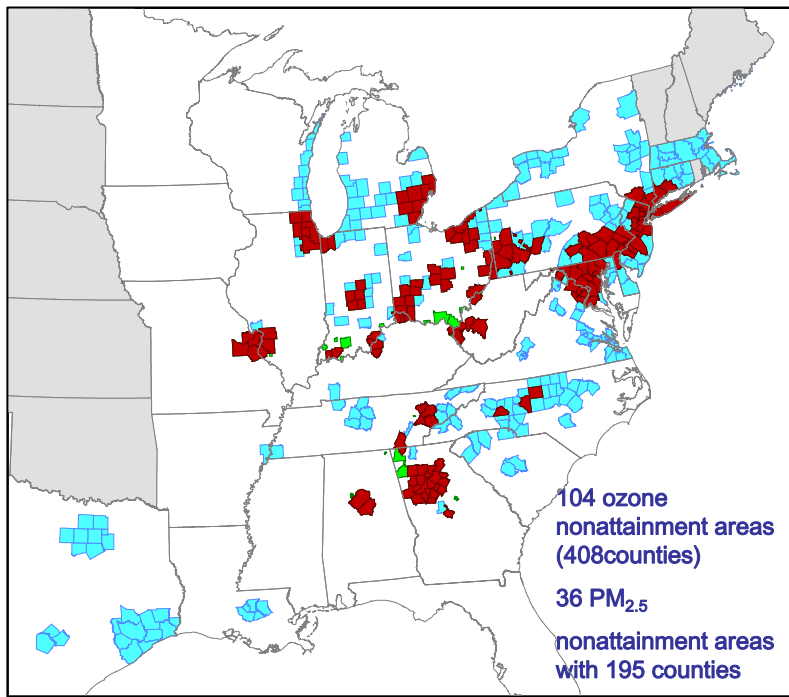 104 ozone
nonattainment areas
(408counties)
36 PM2.5
nonattainment areas
with 195 counties